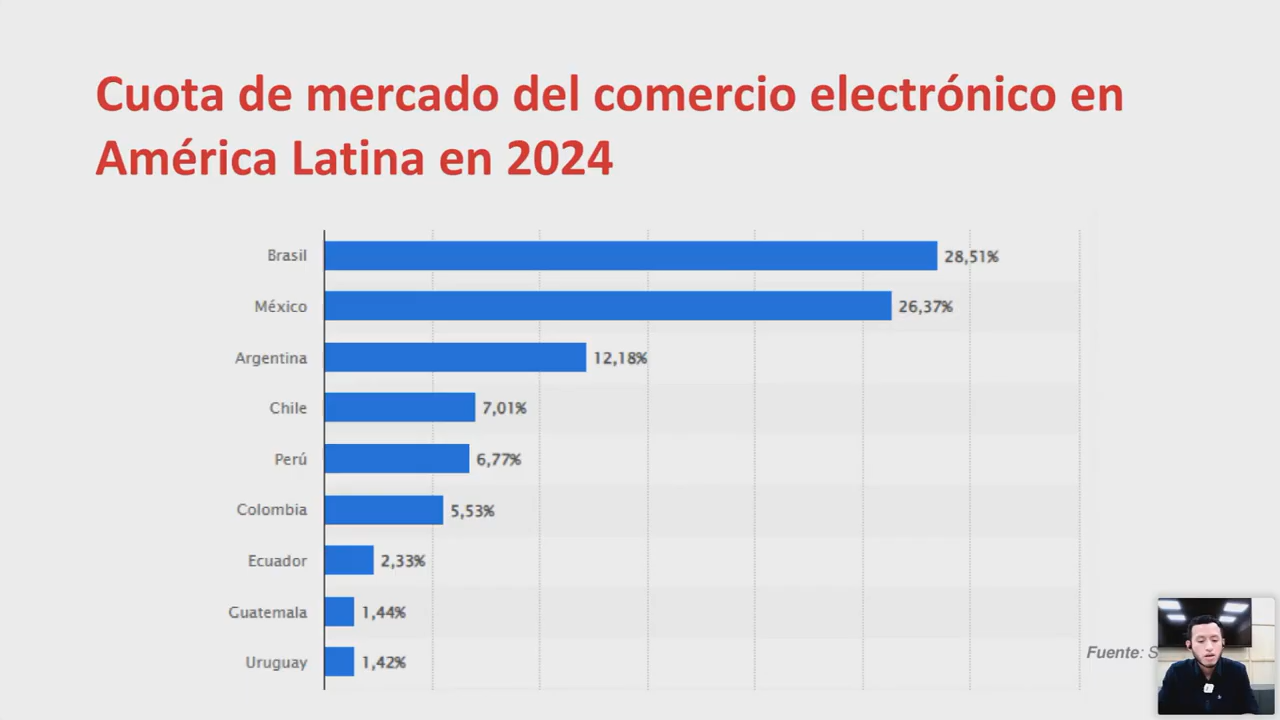 Cuota de mercado del comercio electrónico en
América Latina en 2024
Brasil 28,51%
México 26,37%
Argentina 12,18%
Chile 7,01%
Perú 6,77%
Colombia 5,53%
Ecuador 2,33%
Guatemala 1,44%
Uruguay 1,42%
Fuente: